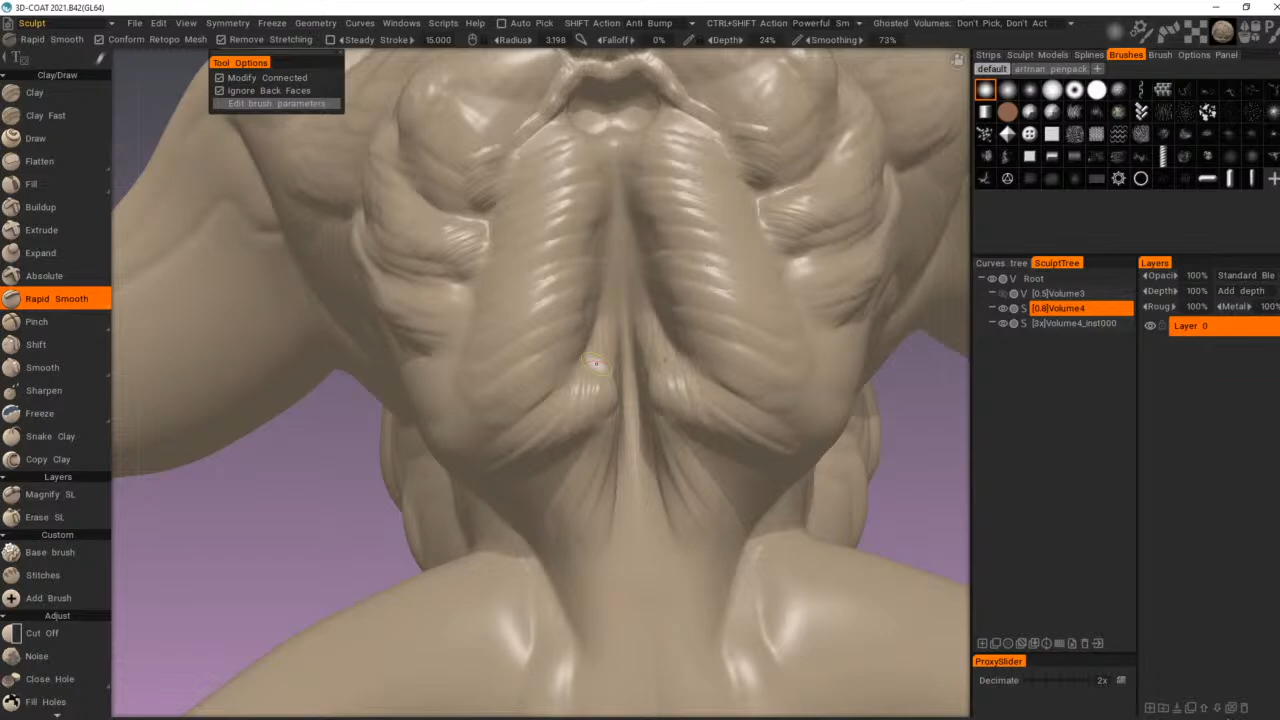 3D-COAT 2021.B42(GL64)
Sculpt File Edit View Symmetry Freeze Geometry Curves Windows Scripts Help Auto Pick SHIFT Action Anti Bump CTRL+SHIFT Action Powerful Sm Ghosted Volumes: Don't Pick, Don't Act
Rapid Smooth Conform Retopo Mesh Remove Stretching Steady Stroke 15.000 Radius 3.198 Falloff 0% Depth 24% Smoothing 73%
Tool Options
Modify Connected
Ignore Back Faces
Edit brush parameters
Clay/Draw
Clay
Clay Fast
Draw
Flatten
Fill
Buildup
Extrude
Expand
Absolute
Rapid Smooth
Pinch
Shift
Smooth
Sharpen
Freeze
Snake Clay
Copy Clay
Layers
Magnify SL
Erase SL
Custom
Base brush
Stitches
Add Brush
Adjust
Cut Off
Noise
Close Hole
Fill Holes
Strips Sculpt Models Splines Brushes Brush Options Panel
default artman penpack +
Curves tree SculptTree
V Root
V [0.5]Volume3
S [0.8]Volume4
S [3x]Volume4_inst000
Layers
Opaci 100% Standard Ble
Depth 100% Add depth
Roug 100% Metal 100%
Layer 0
ProxySlider
Decimate 2x